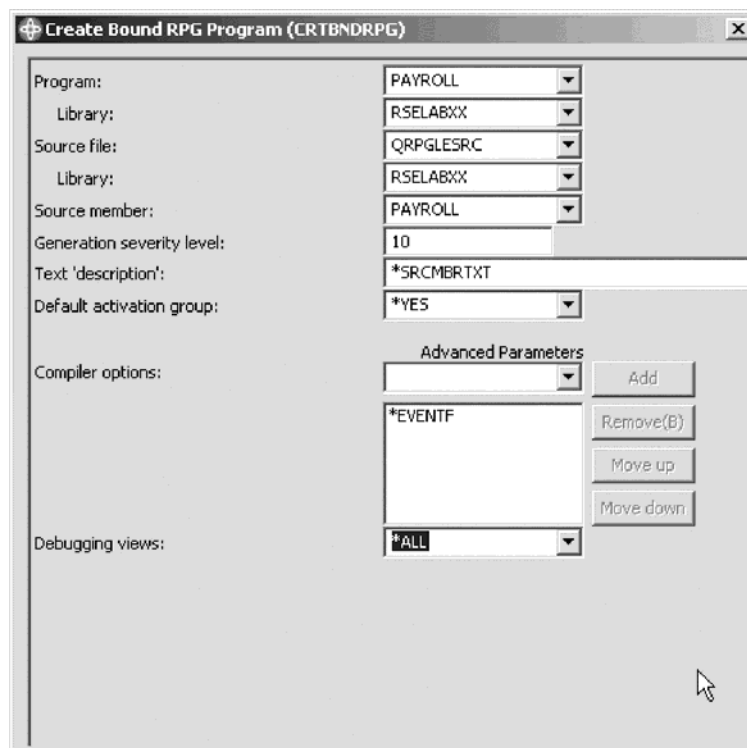 Create Bound RPG Program (CRTBNDRPG)
Program: PAYROLL
Library: RSELABXX
Source file: QRPGLESRC
Library: RSELABXX
Source member: PAYROLL
Generation severity level: 10
Text 'description': *SRCMBRTXT
Default activation group: *YES
Advanced Parameters
Compiler options: Add
*EVENTF Remove(B)
Move up
Move down
Debugging views: *ALL